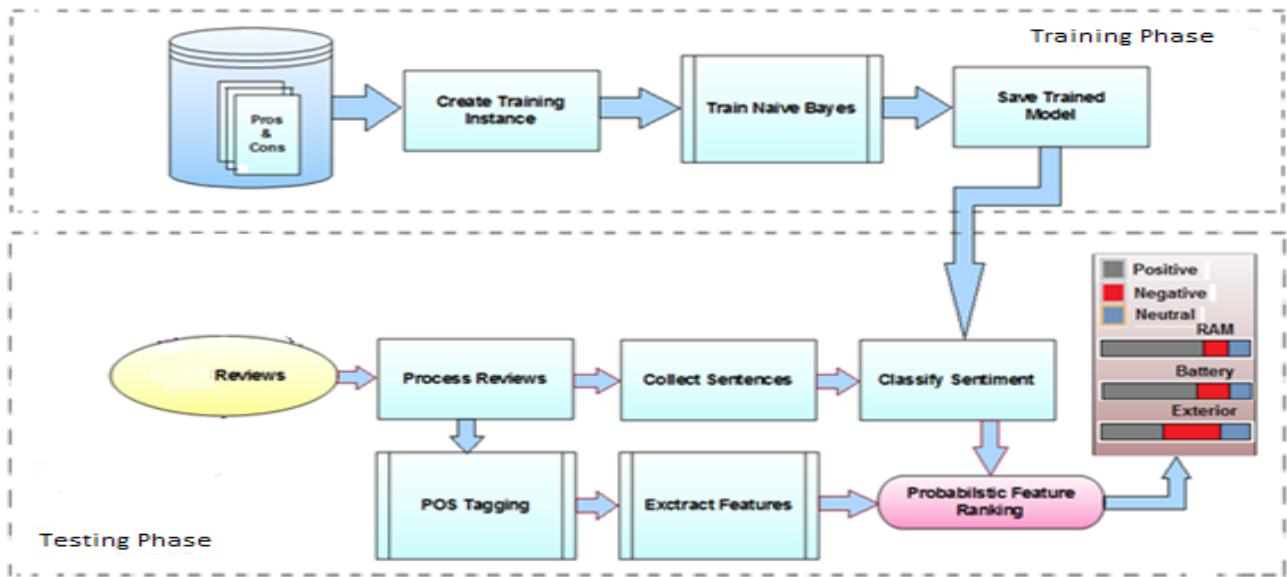 Training Phase
Pros
&
Cons
Create Training
Instance
Train Naïve Bayes
Save Trained
Model
Positive
Negative
Neutral
RAM
Battery
Exterior
Reviews
Process Reviews
Collect Sentences
Classify Sentiment
POS Tagging
Exctract Features
Probabilstic Feature
Ranking
Testing Phase